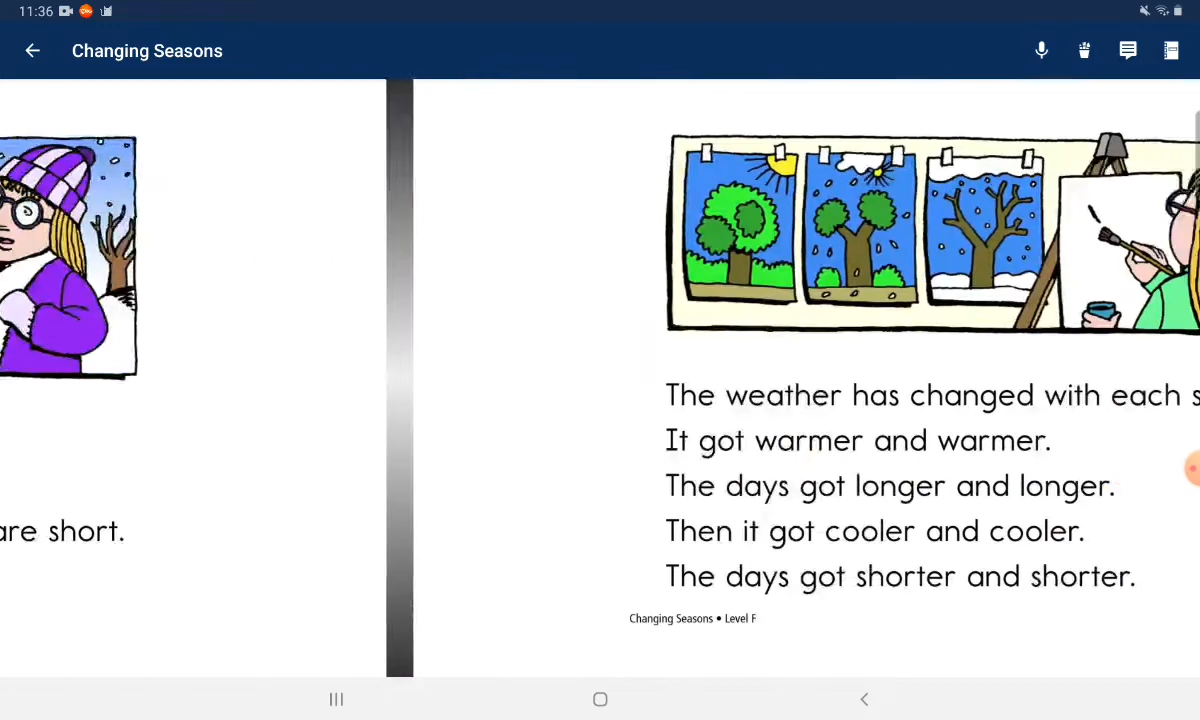 11:36
Changing Seasons
are short.
The weather has changed with each
It got warmer and warmer.
The days got longer and longer.
Then it got cooler and cooler.
The days got shorter and shorter.
Changing Seasons • Level F